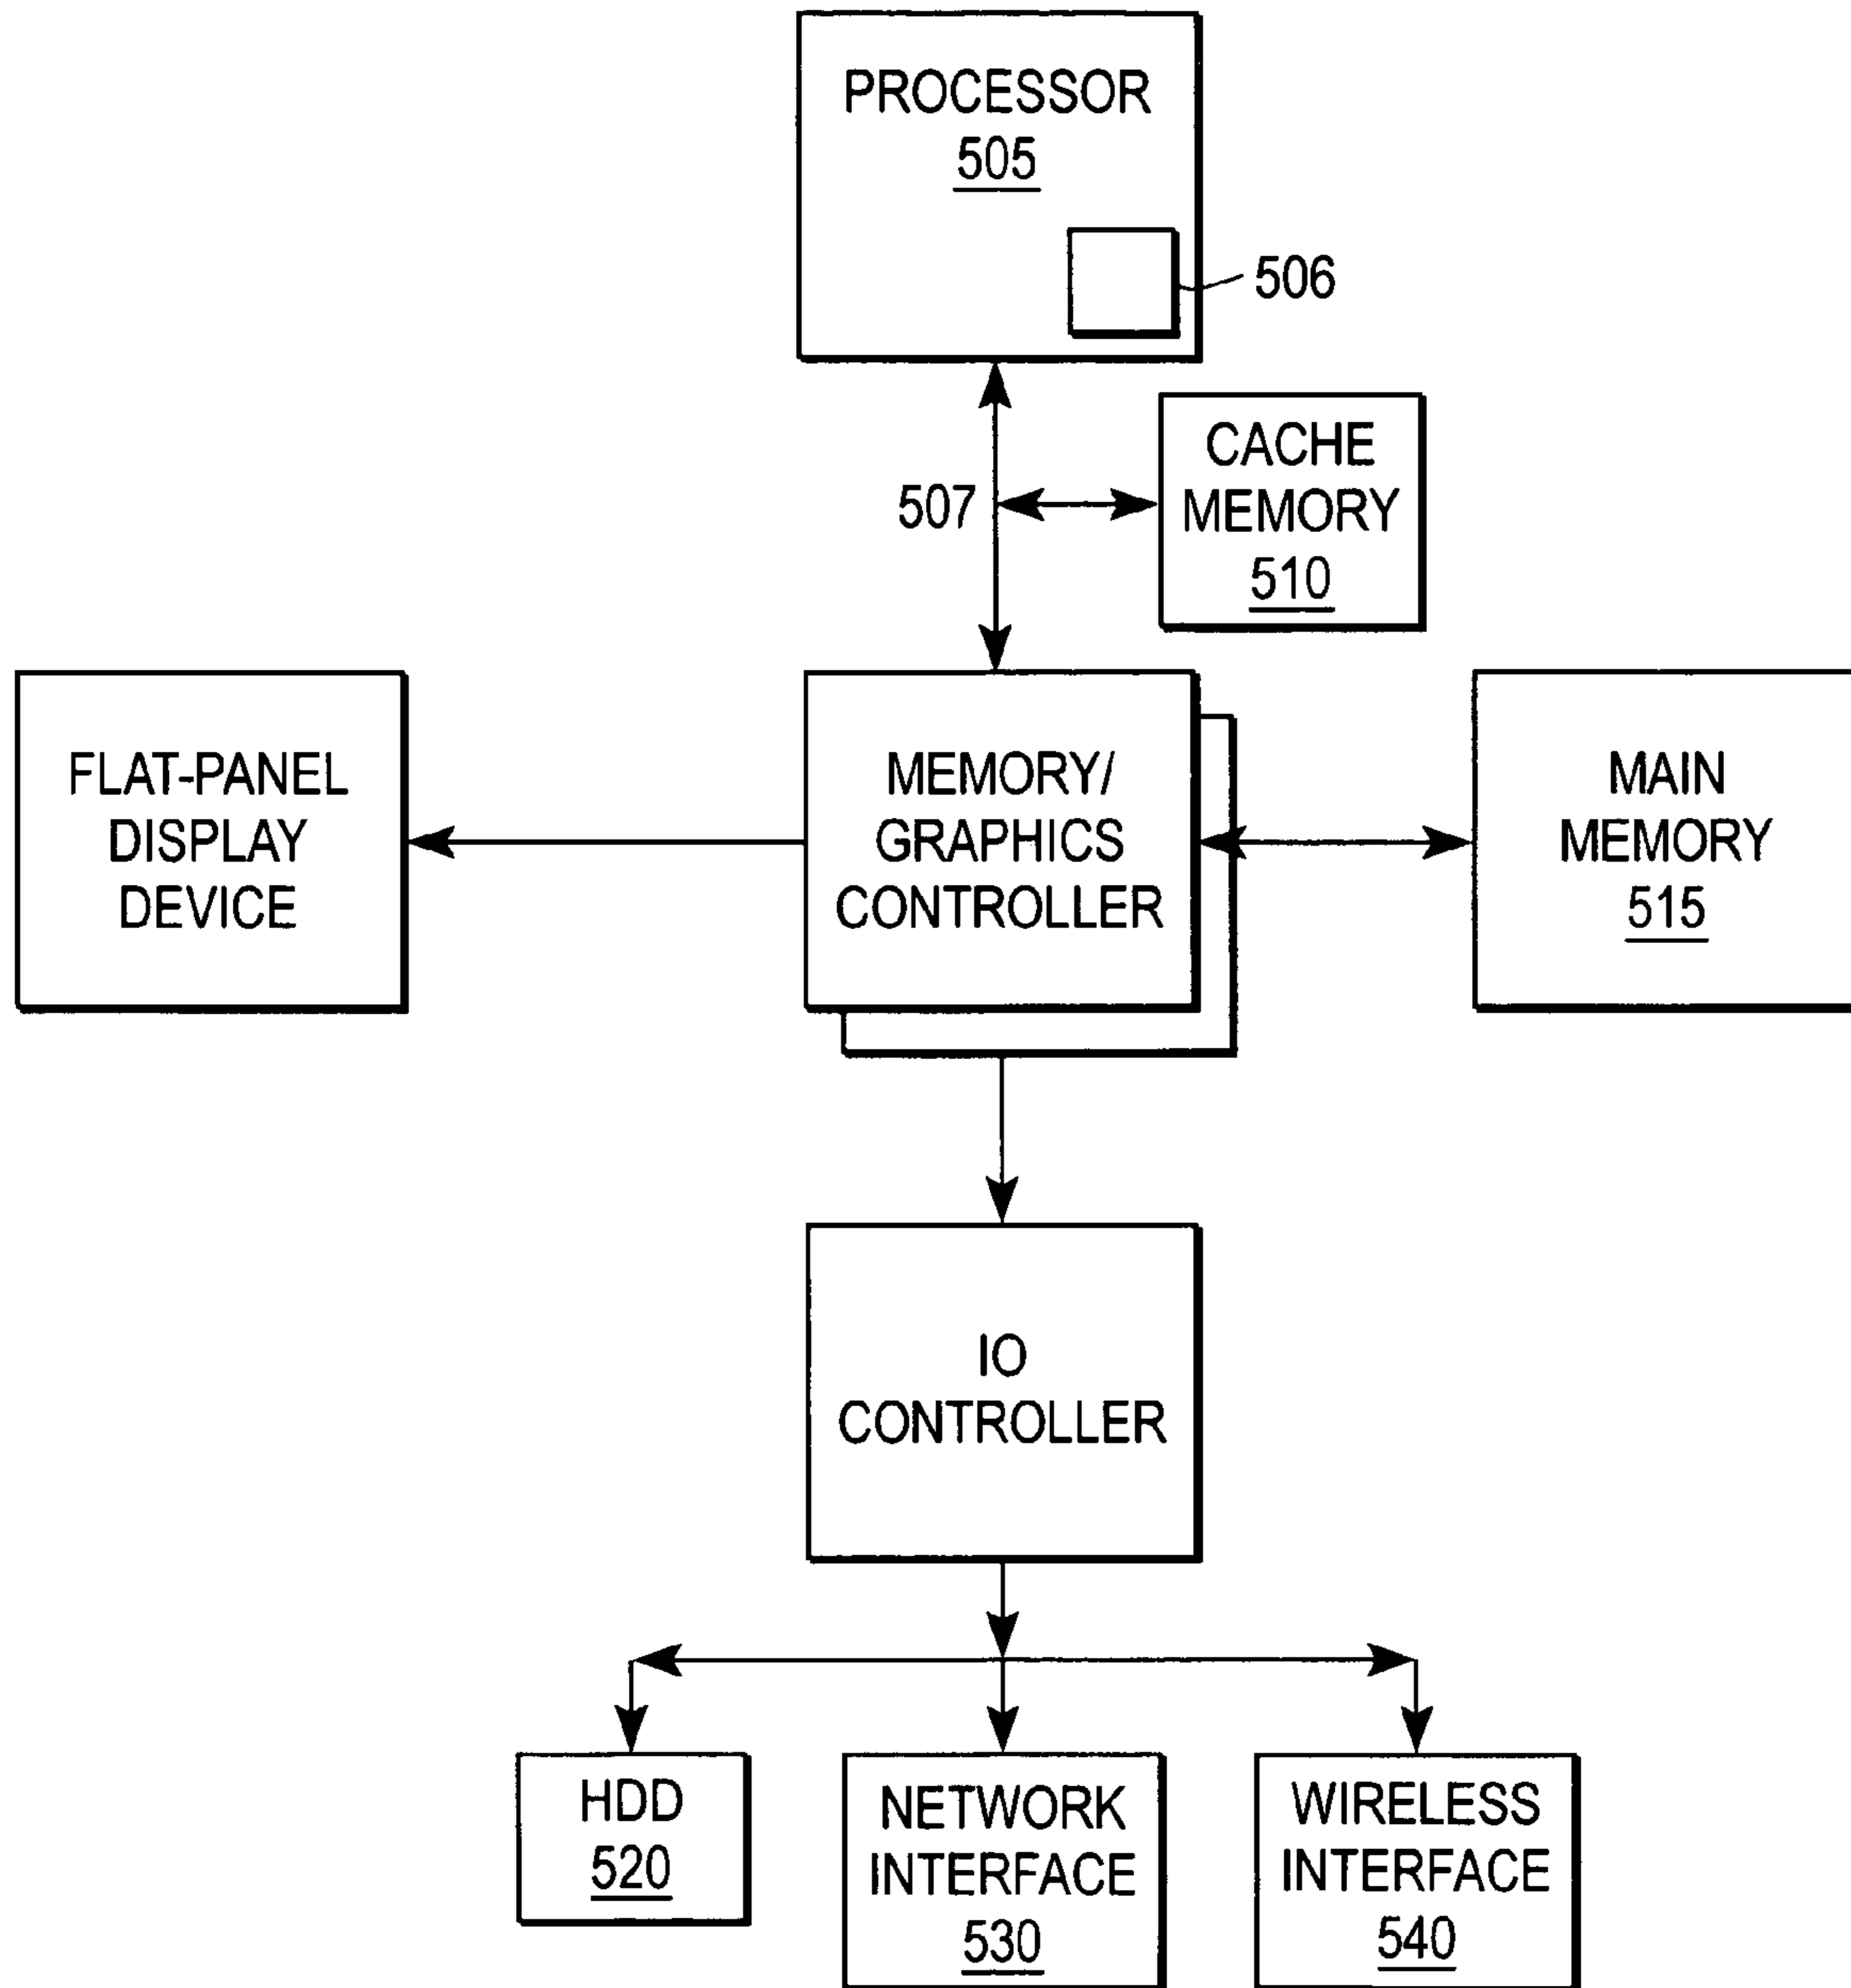 PROCESSOR
505
506
507
CACHE
MEMORY
510
FLAT-PANEL
DISPLAY
DEVICE
MEMORY/
GRAPHICS
CONTROLLER
MAIN
MEMORY
515
IO
CONTROLLER
HDD
520
NETWORK
INTERFACE
530
WIRELESS
INTERFACE
540